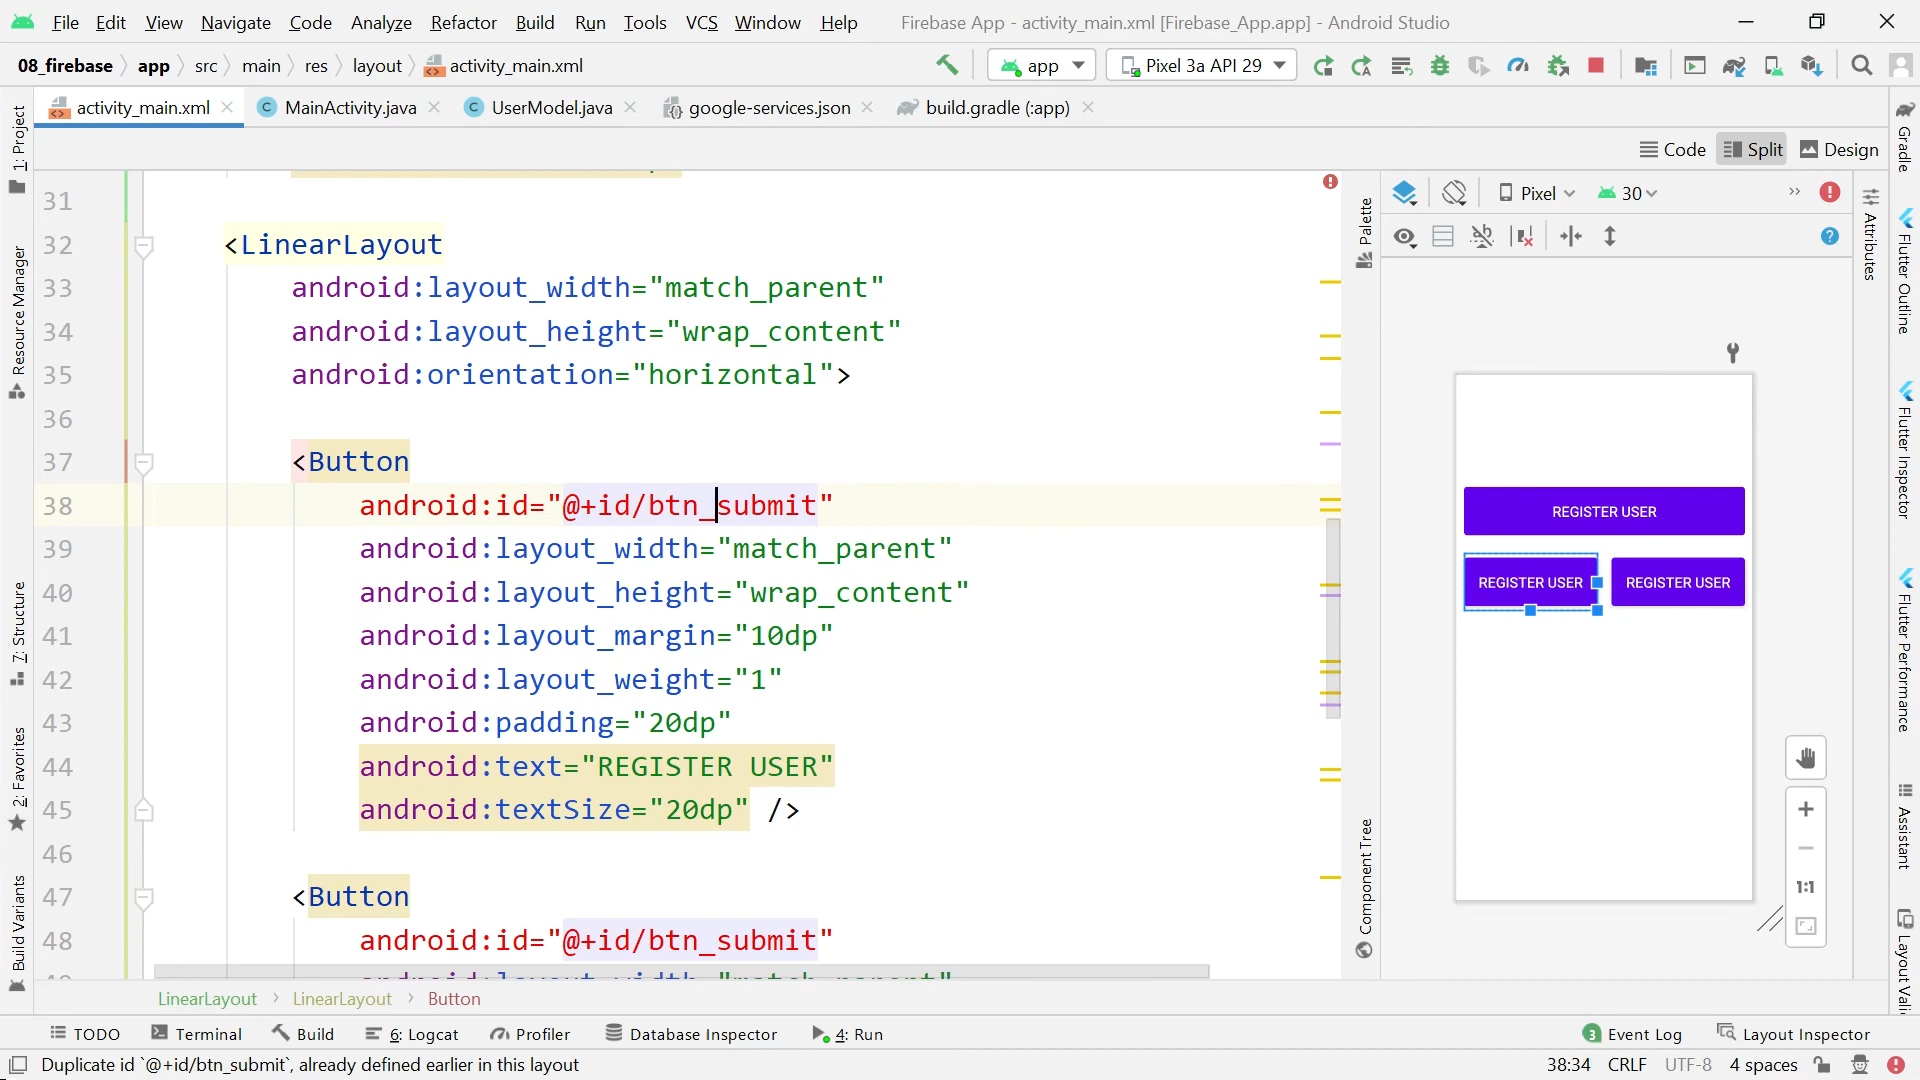 File Edit View Navigate Code Analyze Refactor Build Run Tools VCS Window Help Firebase App - activity_main.xml [Firebase_App.app] - Android Studio
08_firebase app src main res layout activity_main.xml app Pixel 3a API 29
activity_main.xml MainActivity.java UserModel.java google-services.json build.gradle (:app)
Code Split Design
Pixel 30
31
32 <LinearLayout
33 android:layout_width="match_parent"
34 android:layout_height="wrap_content"
35 android:orientation="horizontal">
36
37 <Button
38 android:id="@+id/btn_submit"
39 android:layout_width="match_parent"
40 android:layout_height="wrap_content"
41 android:layout_margin="10dp"
42 android:layout_weight="1"
43 android:padding="20dp"
44 android:text="REGISTER USER"
45 android:textSize="20dp" />
46
47 <Button
48 android:id="@+id/btn_submit"
REGISTER USER
REGISTER USER REGISTER USER
1:1
1: Project
Resource Manager
7: Structure
2: Favorites
Build Variants
Palette
Component Tree
Attributes
Gradle
Flutter Outline
Flutter Inspector
Flutter Performance
Assistant
LinearLayout LinearLayout Button
TODO Terminal Build 6: Logcat Profiler Database Inspector 4: Run 3 Event Log Layout Inspector
Duplicate id `@+id/btn_submit`, already defined earlier in this layout 38:34 CRLF UTF-8 4 spaces